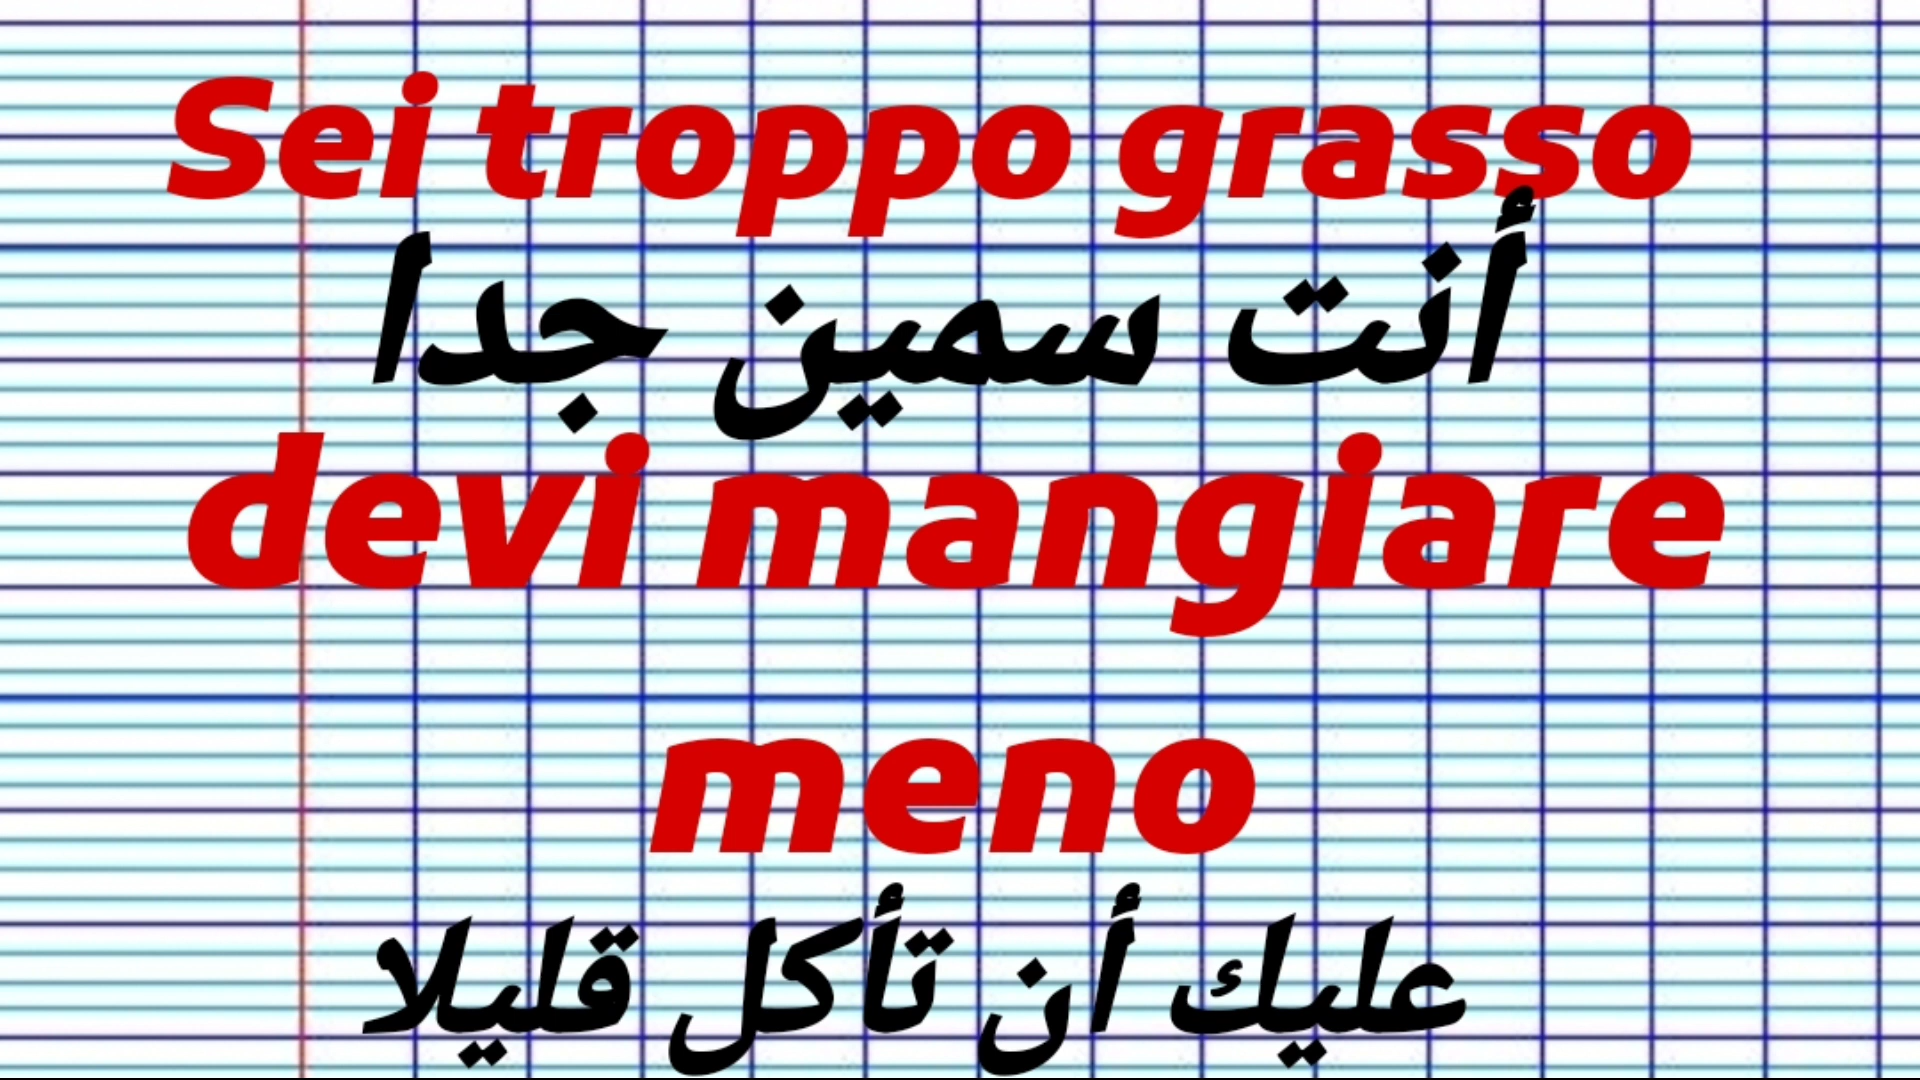 Sei troppo grasso
أنت سمين جدا
devi mangiare
meno
عليك أن تأكل قليلا